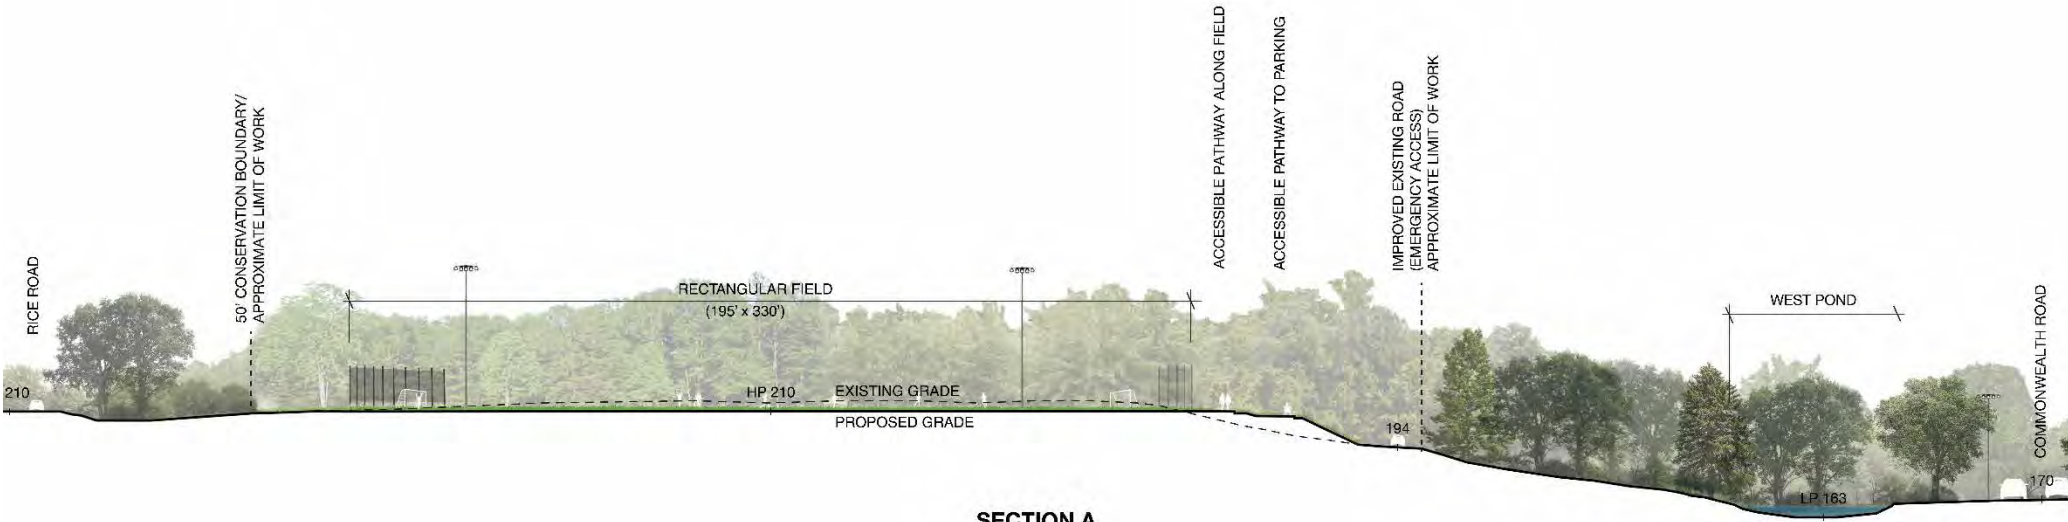 RICE ROAD
210
50' CONSERVATION BOUNDARY/
APPROXIMATE LIMIT OF WORK
RECTANGULAR FIELD
(195' x 330')
HP 210
EXISTING GRADE
PROPOSED GRADE
ACCESSIBLE PATHWAY ALONG FIELD
ACCESSIBLE PATHWAY TO PARKING
IMPROVED EXISTING ROAD
(EMERGENCY ACCESS)
APPROXIMATE LIMIT OF WORK
194
WEST POND
LP 163
COMMONWEALTH ROAD
170
SECTION A